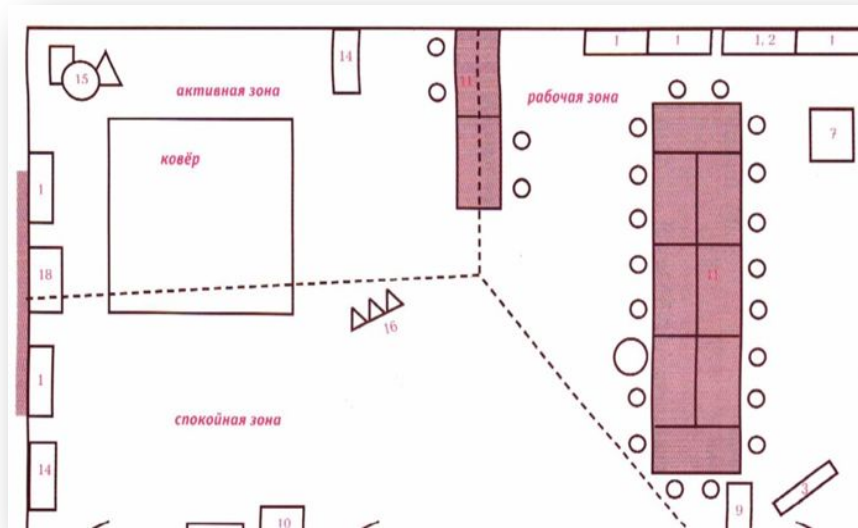 1 1 1, 2 1
14
11
15
активная зона
рабочая зона
7
ковёр
1
18
11
16
1
спокойная зона
14
3
9
10